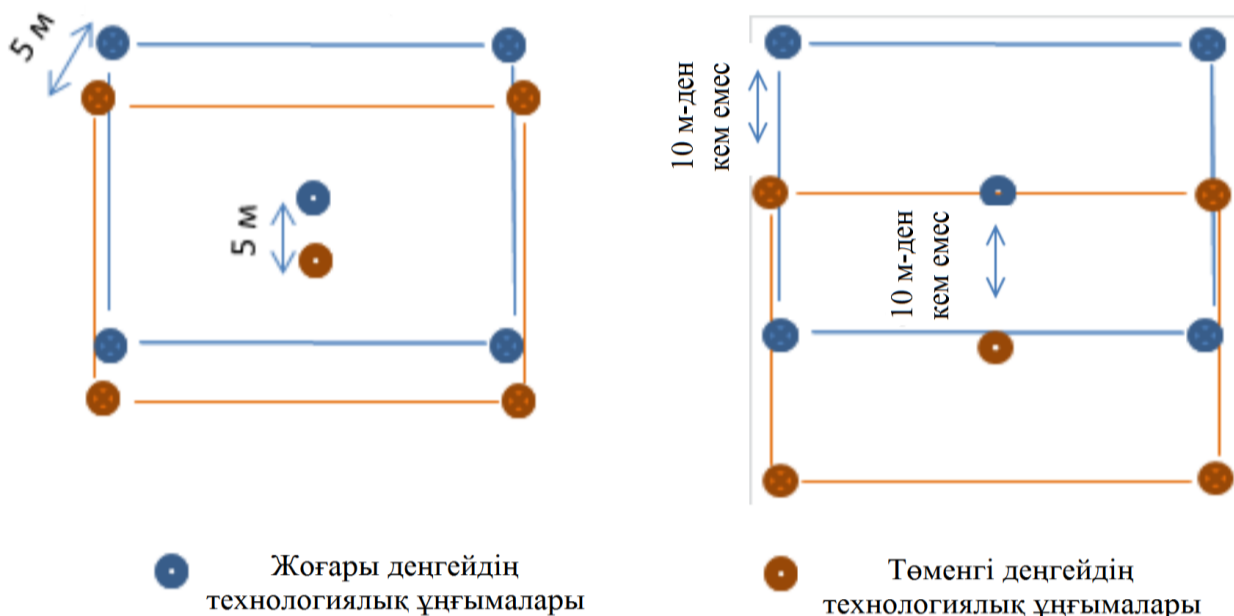 5 м
5 м
10 м-ден
кем емес
10 м-ден
кем емес
Жоғары деңгейдің
технологиялық ұңғымалары
Төменгі деңгейдің
технологиялық ұңғымалары